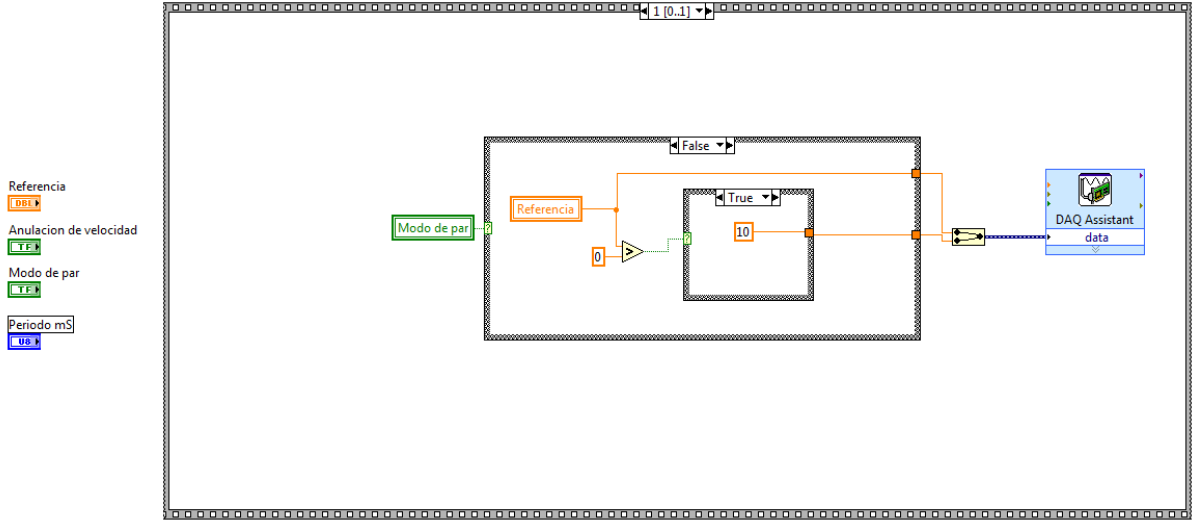 1 [0..1]
False
Referencia
DBL
Anulacion de velocidad
TF
Modo de par
TF
Periodo mS
U8
Modo de par
?
Referencia
0
>
True
?
10
DAQ Assistant
data